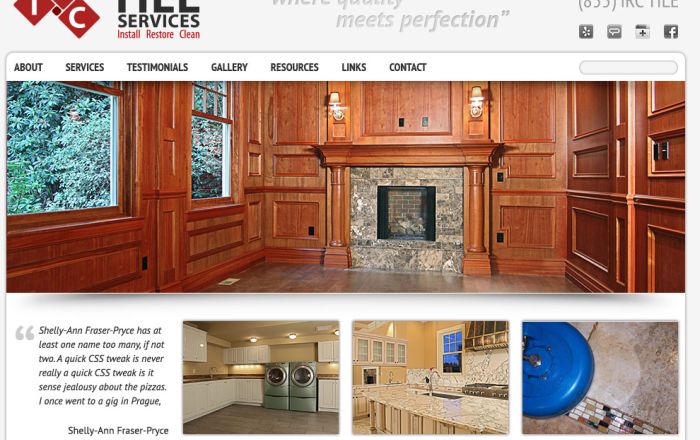 "where quality
TILE
(855) IRC TILE
SERVICES
meets perfection"
Install Restore Clean
ABOUT SERVICES TESTIMONIALS GALLERY RESOURCES LINKS CONTACT
Shelly-Ann Fraser-Pryce has at
least one name too many, if not
two. A quick CSS tweak is never
really a quick CSS tweak is it
sense jealousy about the pizzas.
I once went to a gig in Prague,
Shelly-Ann Fraser-Pryce